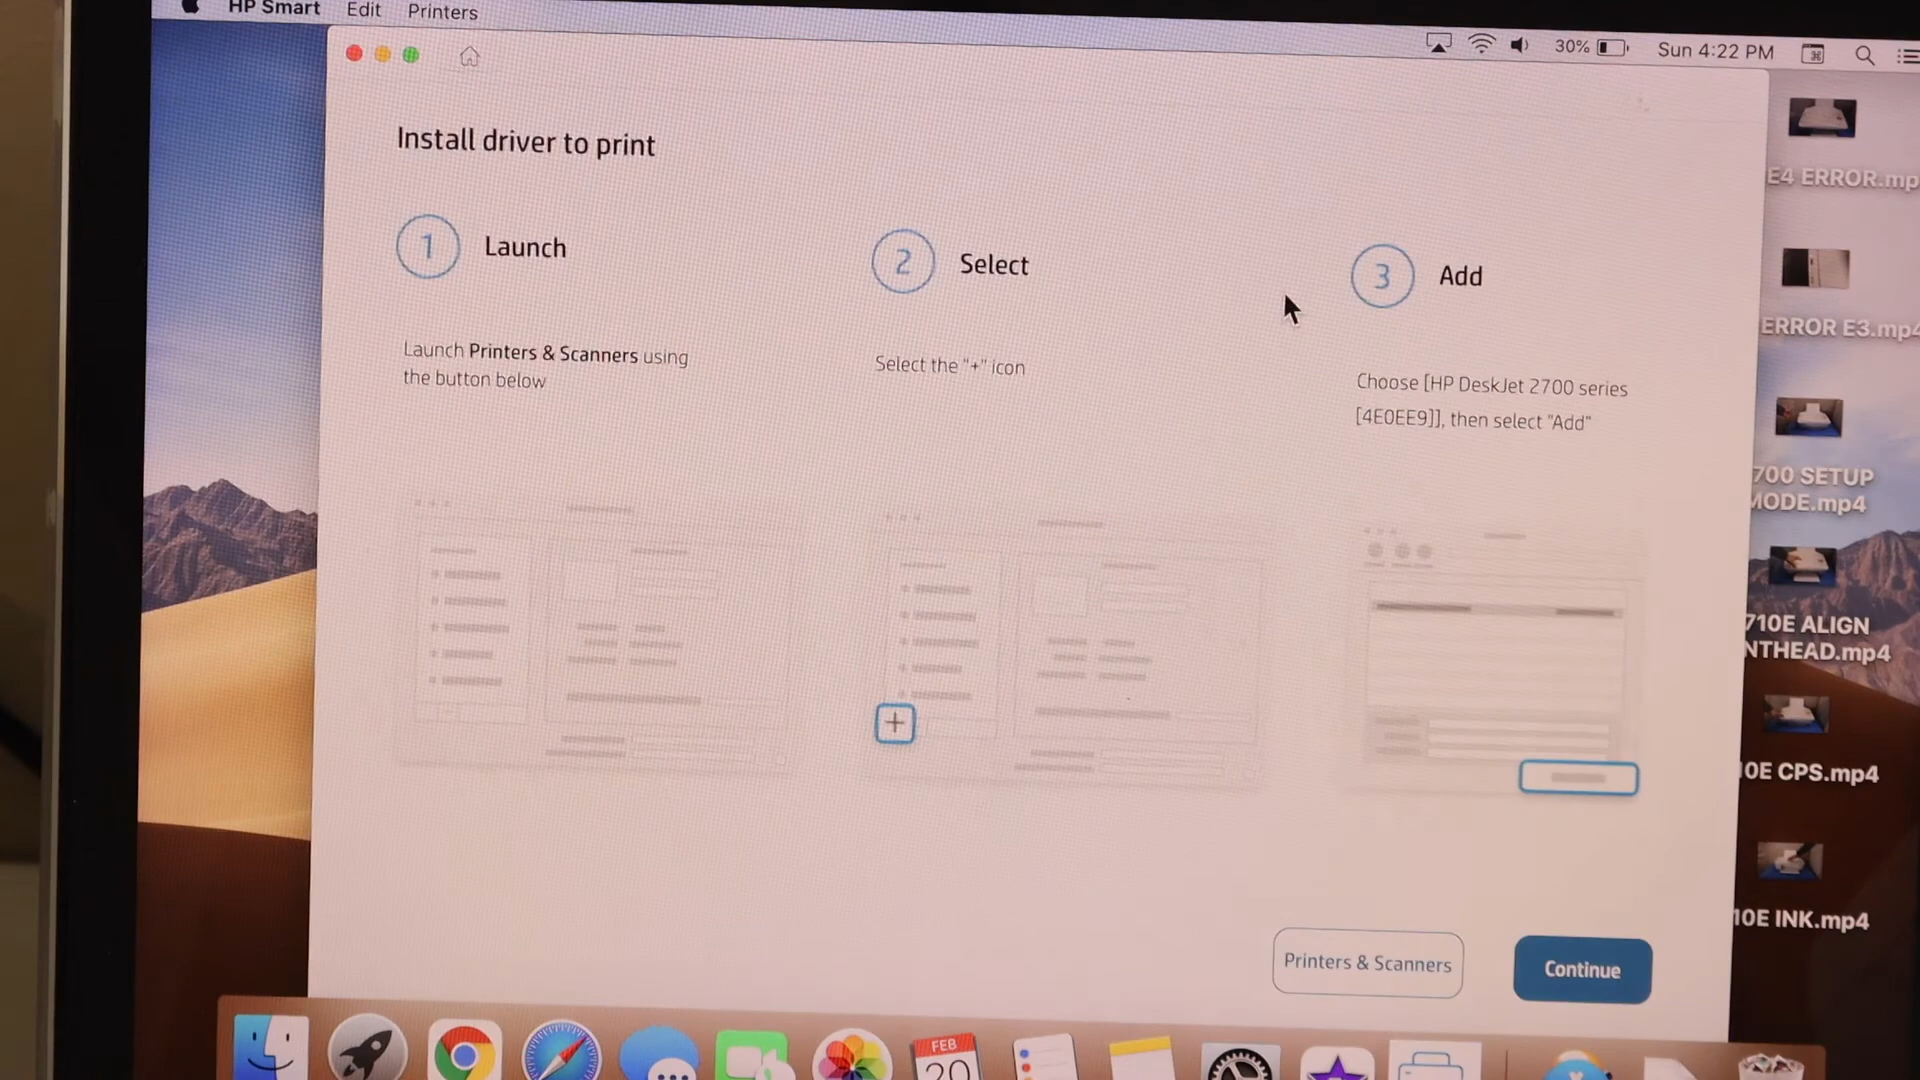 HP Smart Edit Printers
30% Sun 4:22 PM
Install driver to print
1 Launch
2 Select
3 Add
Launch Printers & Scanners using
the button below
Select the "+" icon
Choose [HP DeskJet 2700 series
[4E0EE9]], then select "Add"
+
Printers & Scanners
Continue
E4 ERROR.mp
ERROR E3.mp4
700 SETUP
MODE.mp4
710E ALIGN
NTHEAD.mp4
0E CPS.mp4
10E INK.mp4
FEB
20